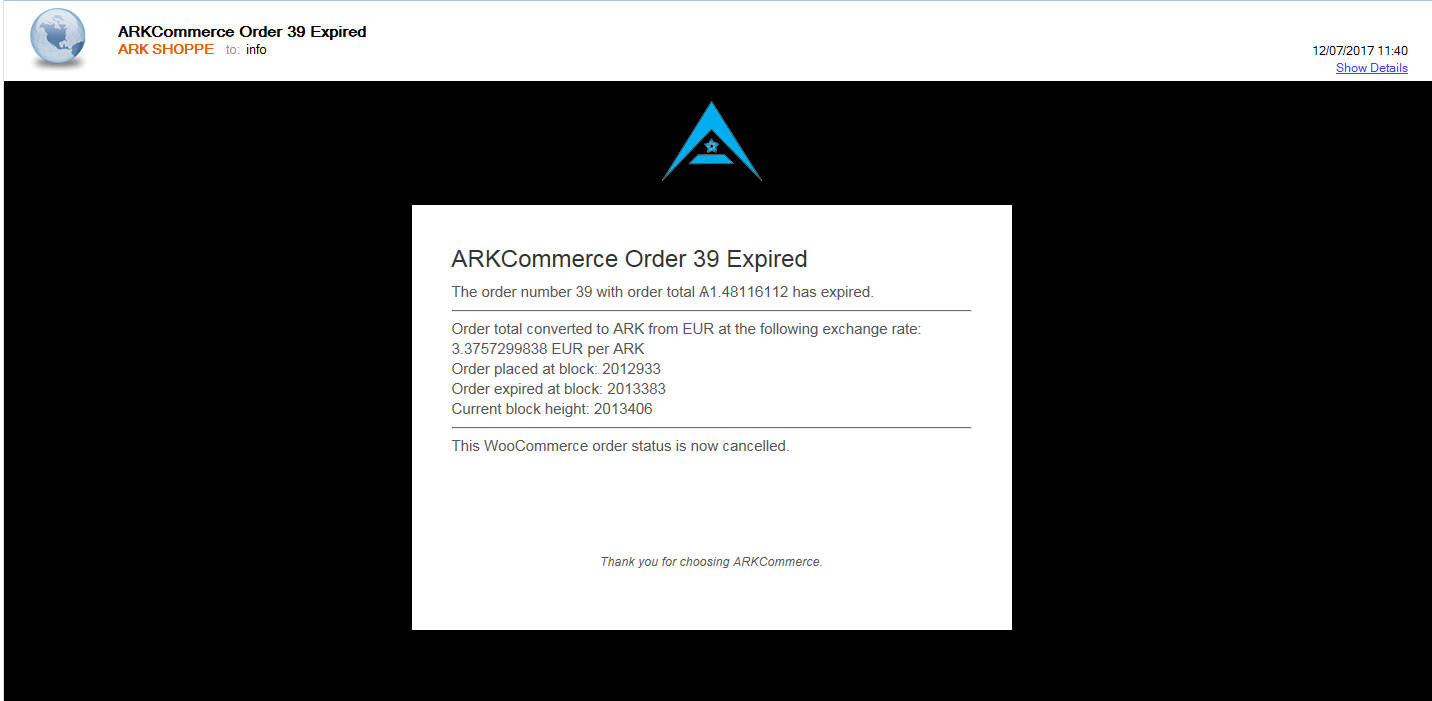 ARKCommerce Order 39 Expired
ARK SHOPPE to: info
12/07/2017 11:40
Show Details
ARKCommerce Order 39 Expired
The order number 39 with order total Ѧ1.48116112 has expired.
Order total converted to ARK from EUR at the following exchange rate:
3.3757299838 EUR per ARK
Order placed at block: 2012933
Order expired at block: 2013383
Current block height: 2013406
This WooCommerce order status is now cancelled.
Thank you for choosing ARKCommerce.